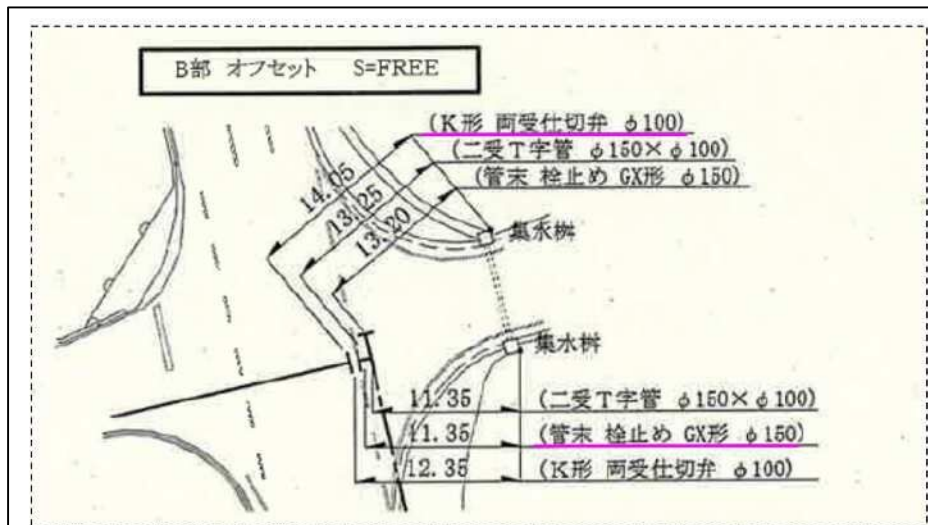 B部 オフセット S=FREE
(K形 両受仕切弁 φ100)
(二受T字管 φ150×φ100)
(管末 栓止め GX形 φ150)
14.05
13.25
13.20
集水桝
集水桝
11.35 (二受T字管 φ150×φ100)
11.35 (管末 栓止め GX形 φ150)
12.35 (K形 両受仕切弁 φ100)